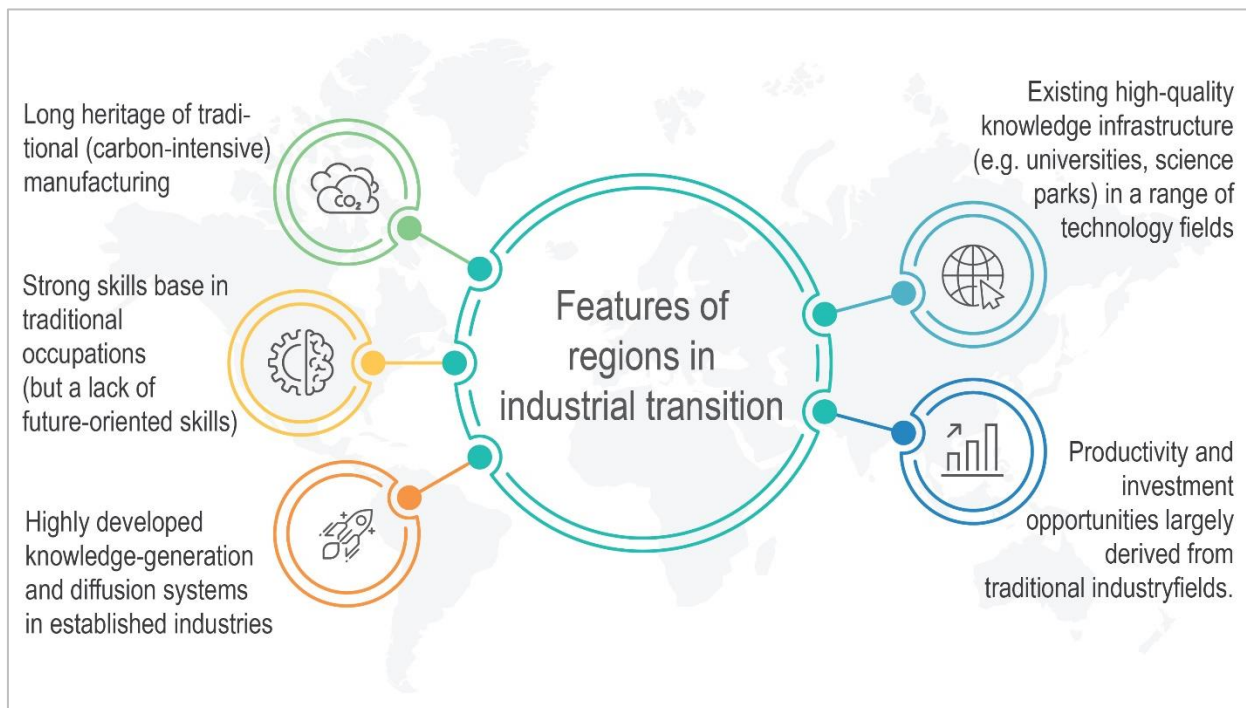 Long heritage of tradi-
tional (carbon-intensive)
manufacturing
CO2
Strong skills base in
traditional
occupations
(but a lack of
future-oriented skills)
Highly developed
knowledge-generation
and diffusion systems
in established industries
Features of
regions in
industrial transition
Existing high-quality
knowledge infrastructure
(e.g. universities, science
parks) in a range of
technology fields
Productivity and
investment
opportunities largely
derived from
traditional industryfields.